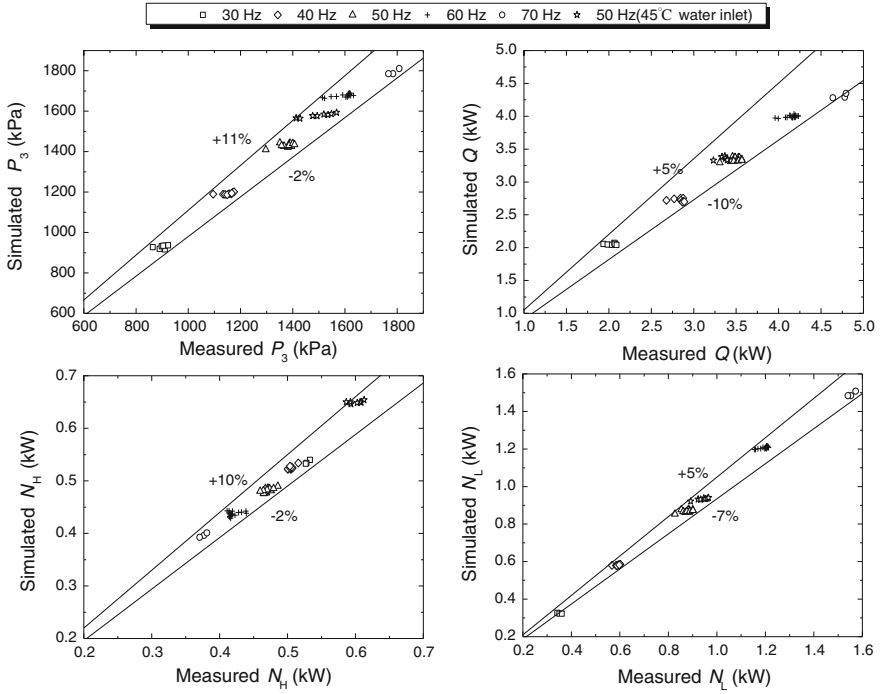 30 Hz 40 Hz 50 Hz 60 Hz 70 Hz 50 Hz(45℃ water inlet)
1800
1600
1400
1200
1000
800
600
600 800 1000 1200 1400 1600 1800
Simulated P3 (kPa)
Measured P3 (kPa)
+11%
-2%
5.0
4.5
4.0
3.5
3.0
2.5
2.0
1.5
1.0
1.0 1.5 2.0 2.5 3.0 3.5 4.0 4.5 5.0
Simulated Q (kW)
Measured Q (kW)
+5%
-10%
0.7
0.6
0.5
0.4
0.3
0.2
0.2 0.3 0.4 0.5 0.6 0.7
Simulated NH (kW)
Measured NH (kW)
+10%
-2%
1.6
1.4
1.2
1.0
0.8
0.6
0.4
0.2
0.2 0.4 0.6 0.8 1.0 1.2 1.4 1.6
Simulated NL (kW)
Measured NL (kW)
+5%
-7%